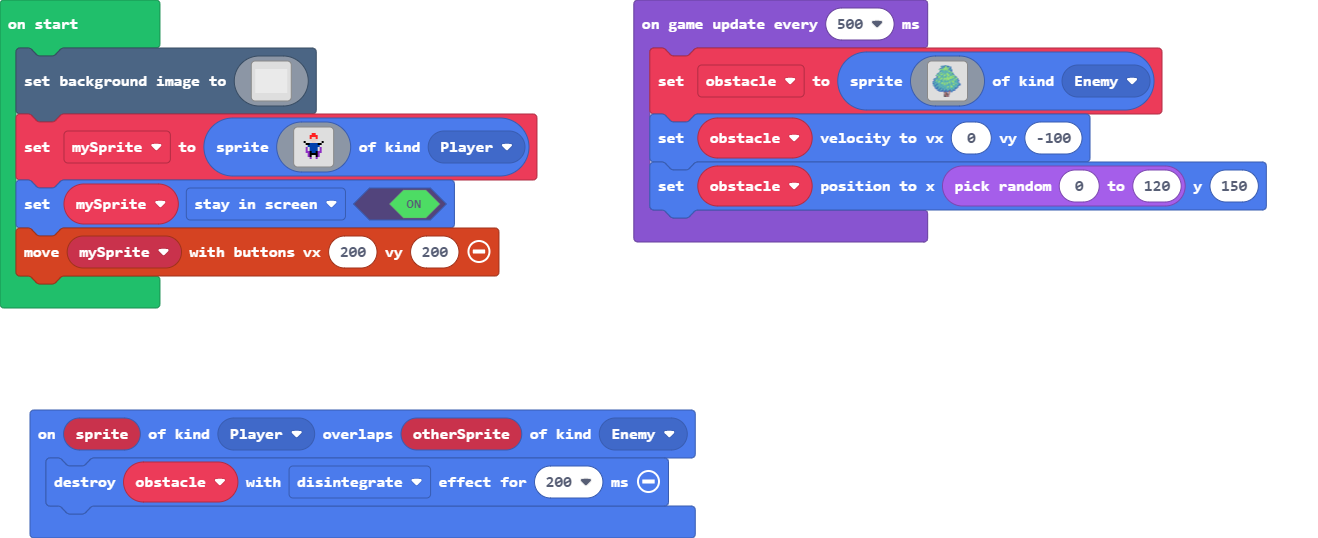 on start
set background image to
set mySprite to sprite of kind Player
set mySprite stay in screen ON
move mySprite with buttons vx 200 vy 200
on game update every 500 ms
set obstacle to sprite of kind Enemy
set obstacle velocity to vx 0 vy -100
set obstacle position to x pick random 0 to 120 y 150
on sprite of kind Player overlaps otherSprite of kind Enemy
destroy obstacle with disintegrate effect for 200 ms